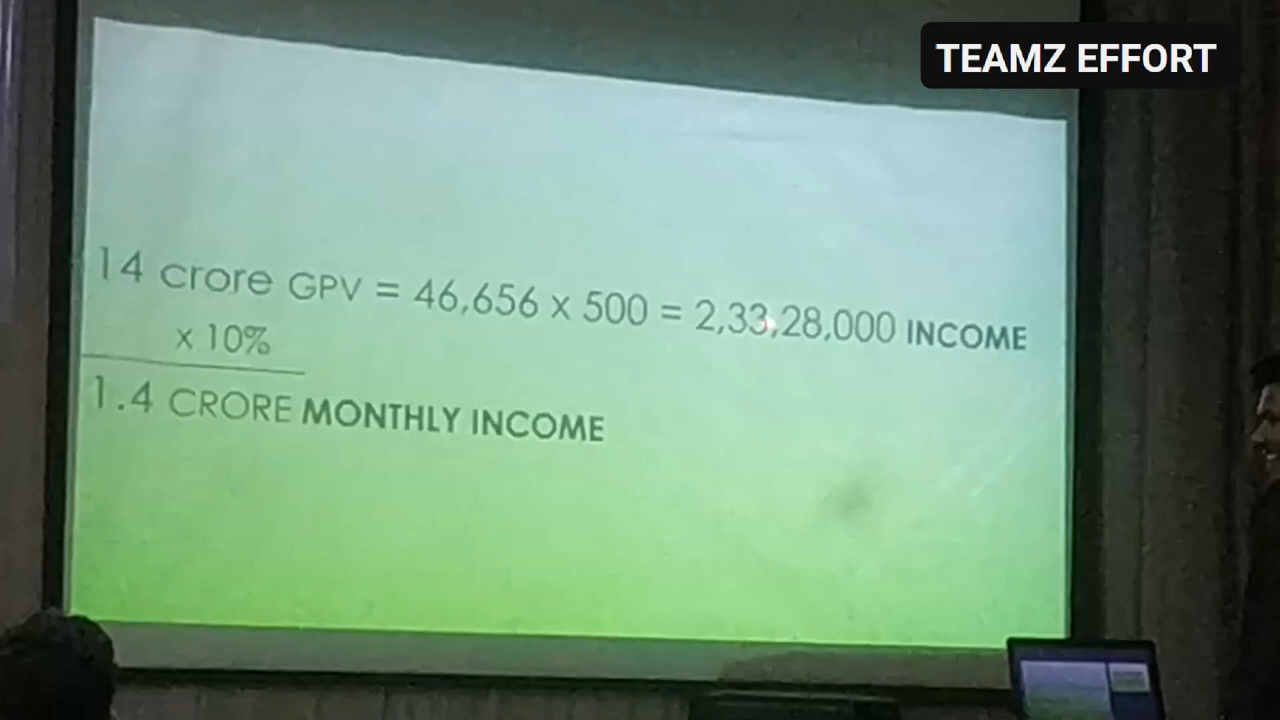 TEAMZ EFFORT
14 crore GPV = 46,656 x 500 = 2,33,28,000 INCOME
x 10%
1.4 CRORE MONTHLY INCOME